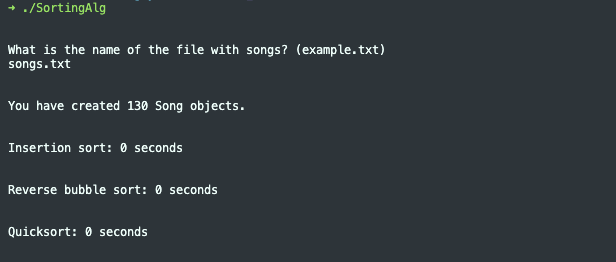 → ./SortingAlg
What is the name of the file with songs? (example.txt)
songs.txt
You have created 130 Song objects.
Insertion sort: 0 seconds
Reverse bubble sort: 0 seconds
Quicksort: 0 seconds